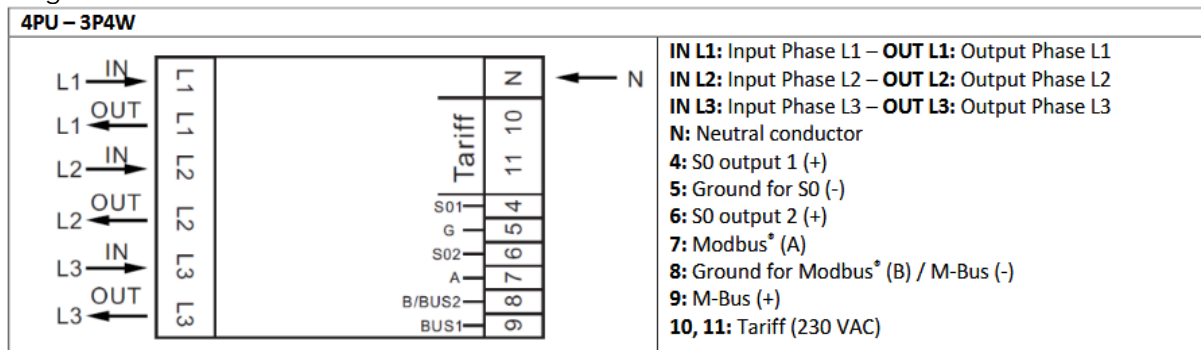 4PU – 3P4W
L1 IN L1
L1 OUT L1
L2 IN L2
L2 OUT L2
L3 IN L3
L3 OUT L3
N N
Tariff 10
11
S01 4
G 5
S02 6
A 7
B/BUS2 8
BUS1 9
IN L1: Input Phase L1 – OUT L1: Output Phase L1
IN L2: Input Phase L2 – OUT L2: Output Phase L2
IN L3: Input Phase L3 – OUT L3: Output Phase L3
N: Neutral conductor
4: S0 output 1 (+)
5: Ground for S0 (-)
6: S0 output 2 (+)
7: Modbus® (A)
8: Ground for Modbus® (B) / M-Bus (-)
9: M-Bus (+)
10, 11: Tariff (230 VAC)